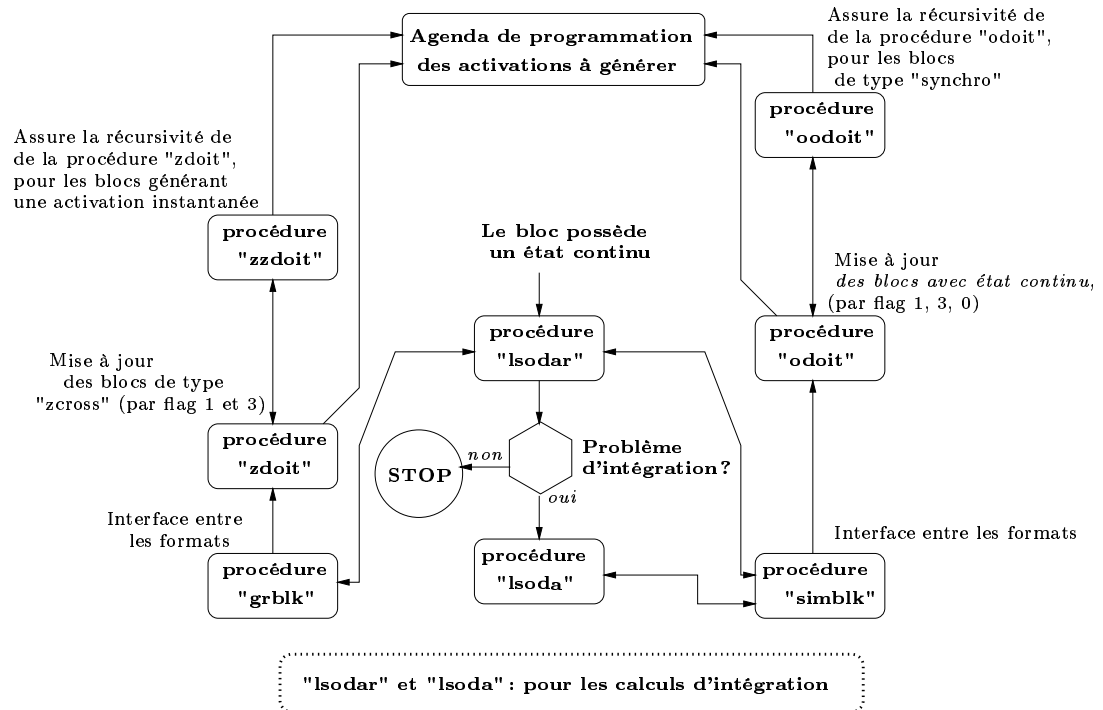 Agenda de programmation
des activations à générer
Assure la récursivité de
de la procédure "odoit",
pour les blocs
de type "synchro"
procédure
"oodoit"
Assure la récursivité de
de la procédure "zdoit",
pour les blocs générant
une activation instantanée
procédure
"zzdoit"
Le bloc possède
un état continu
Mise à jour
des blocs avec état continu,
(par flag 1, 3, 0)
procédure
"lsodar"
procédure
"odoit"
Mise à jour
des blocs de type
"zcross" (par flag 1 et 3)
procédure
"zdoit"
STOP
non
Problème
d'intégration ?
oui
Interface entre
les formats
procédure
"grblk"
procédure
"lsoda"
Interface entre les formats
procédure
"simblk"
"lsodar" et "lsoda" : pour les calculs d'intégration